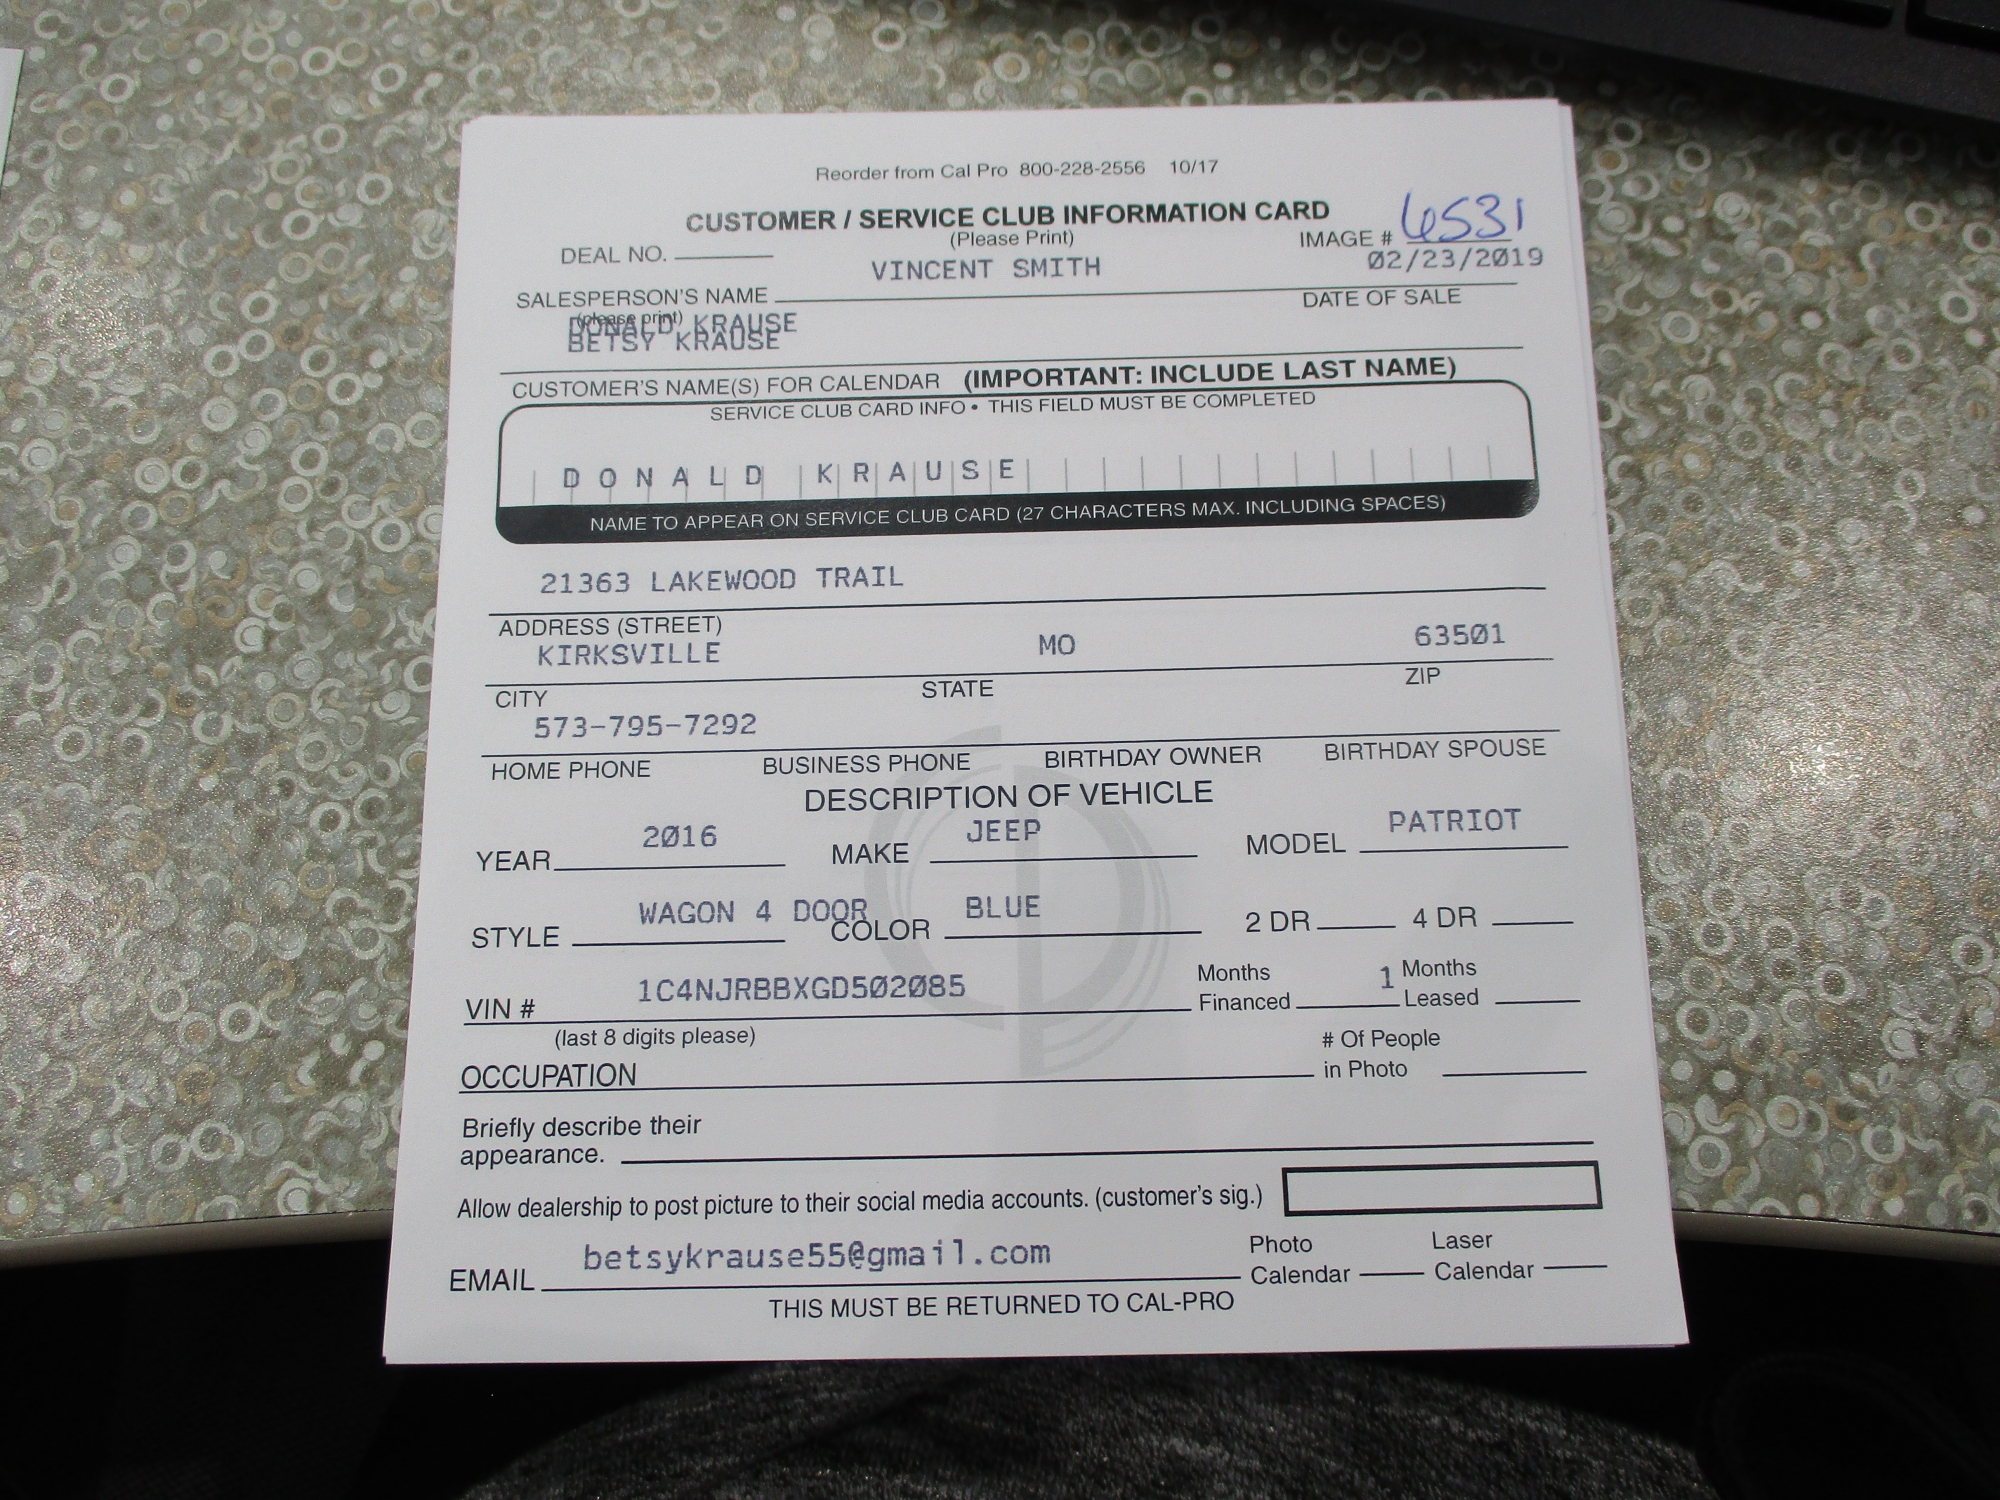 Reorder from Cal Pro 800-228-2556 10/17
CUSTOMER / SERVICE CLUB INFORMATION CARD
(Please Print)
DEAL NO.
IMAGE # 6531
VINCENT SMITH
02/23/2019
SALESPERSON'S NAME
DATE OF SALE
(please print)
DONALD KRAUSE
BETSY KRAUSE
CUSTOMER'S NAME(S) FOR CALENDAR (IMPORTANT: INCLUDE LAST NAME)
SERVICE CLUB CARD INFO • THIS FIELD MUST BE COMPLETED
DONALD KRAUSE
NAME TO APPEAR ON SERVICE CLUB CARD (27 CHARACTERS MAX. INCLUDING SPACES)
21363 LAKEWOOD TRAIL
ADDRESS (STREET)
KIRKSVILLE MO 63501
CITY STATE ZIP
573-795-7292
HOME PHONE BUSINESS PHONE BIRTHDAY OWNER BIRTHDAY SPOUSE
DESCRIPTION OF VEHICLE
YEAR 2016 MAKE JEEP MODEL PATRIOT
STYLE WAGON 4 DOOR COLOR BLUE 2 DR 4 DR
VIN # 1C4NJRBBXGD502085 Months Financed 1 Months Leased
(last 8 digits please)
OCCUPATION # Of People in Photo
Briefly describe their
appearance.
Allow dealership to post picture to their social media accounts. (customer's sig.)
EMAIL betsykrause55@gmail.com Photo Calendar Laser Calendar
THIS MUST BE RETURNED TO CAL-PRO